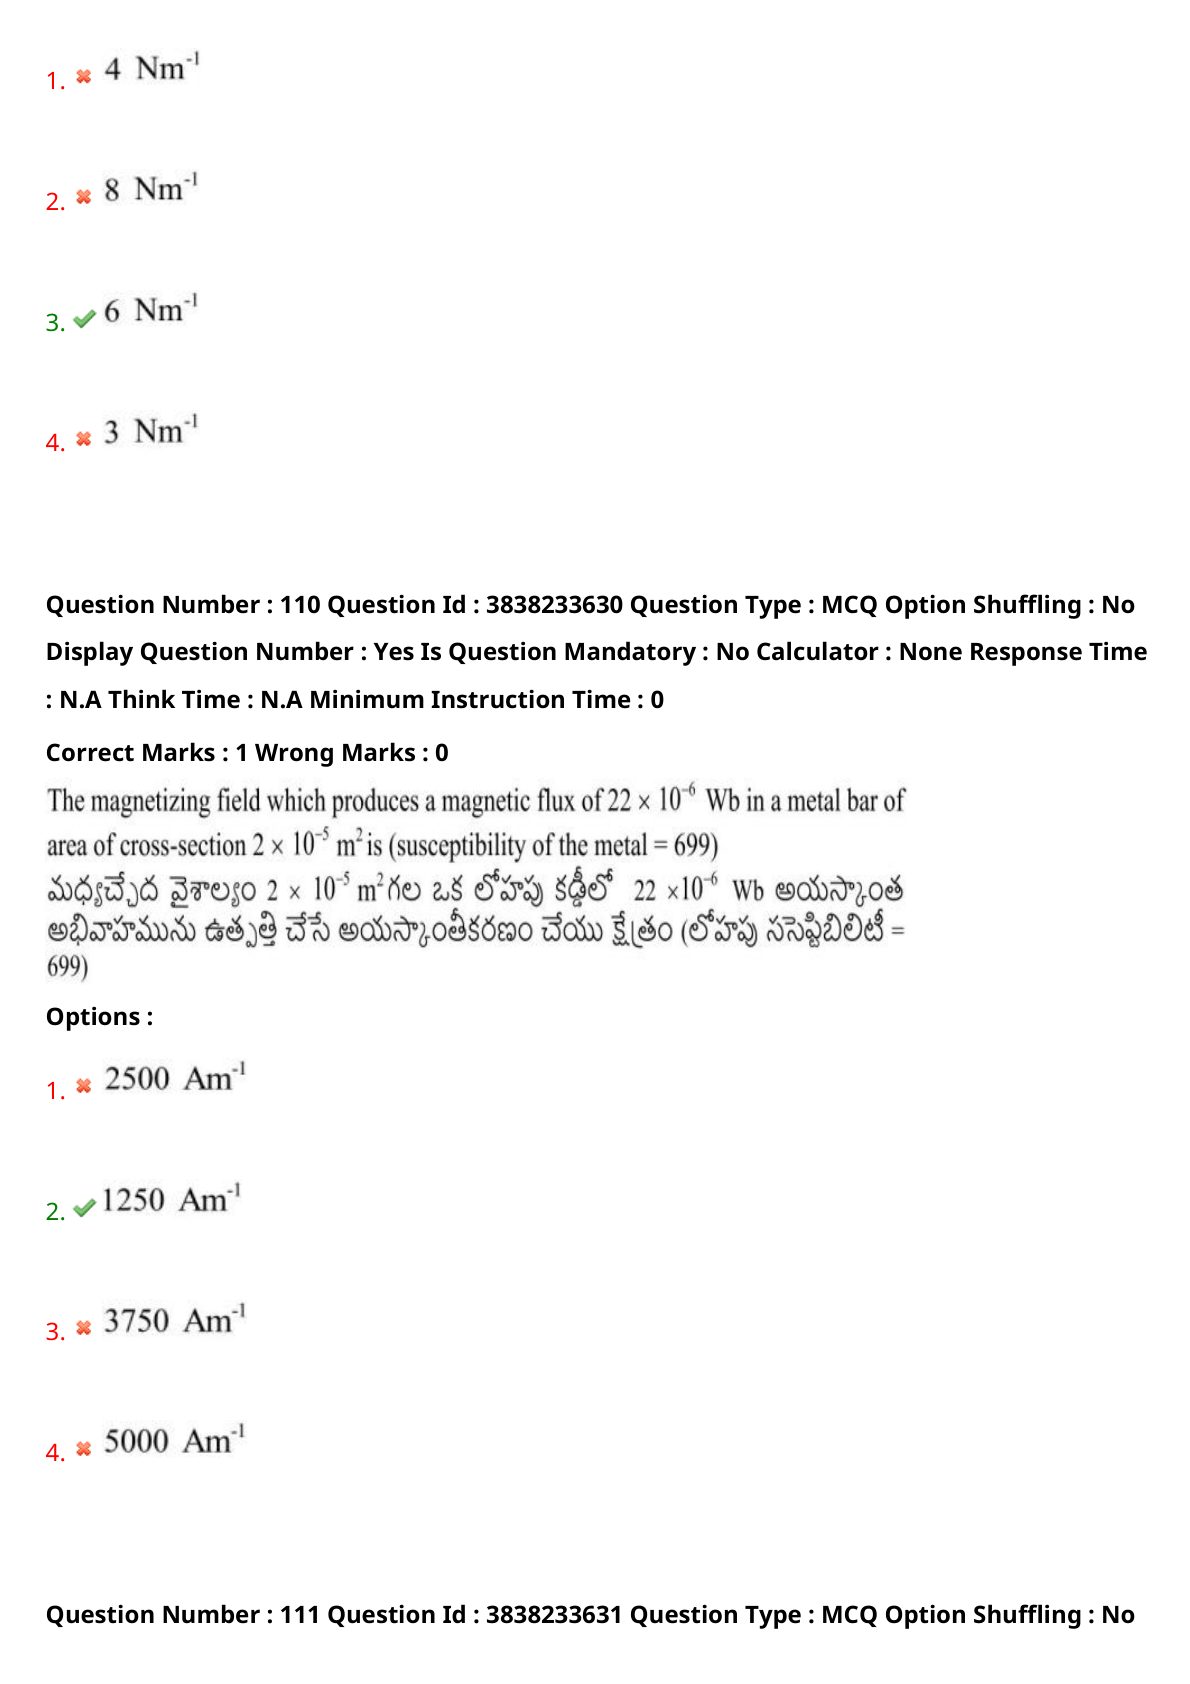 1. 4 Nm⁻¹
2. 8 Nm⁻¹
3. 6 Nm⁻¹
4. 3 Nm⁻¹
Question Number : 110 Question Id : 3838233630 Question Type : MCQ Option Shuffling : No
Display Question Number : Yes Is Question Mandatory : No Calculator : None Response Time
: N.A Think Time : N.A Minimum Instruction Time : 0
Correct Marks : 1 Wrong Marks : 0
The magnetizing field which produces a magnetic flux of 22 × 10⁻⁶ Wb in a metal bar of
area of cross-section 2 × 10⁻⁵ m² is (susceptibility of the metal = 699)
మధ్యచ్ఛేద వైశాల్యం 2 × 10⁻⁵ m² గల ఒక లోహపు కడ్డీలో 22 ×10⁻⁶ Wb అయస్కాంత
అభివాహమును ఉత్పత్తి చేసే అయస్కాంతీకరణం చేయు క్షేత్రం (లోహపు ససెప్టిబిలిటీ =
699)
Options :
1. 2500 Am⁻¹
2. 1250 Am⁻¹
3. 3750 Am⁻¹
4. 5000 Am⁻¹
Question Number : 111 Question Id : 3838233631 Question Type : MCQ Option Shuffling : No